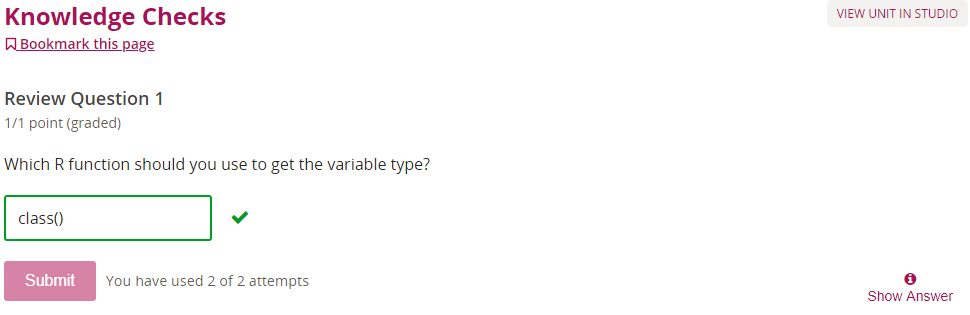 Knowledge Checks
VIEW UNIT IN STUDIO
Bookmark this page
Review Question 1
1/1 point (graded)
Which R function should you use to get the variable type?
class()
Submit
You have used 2 of 2 attempts
Show Answer